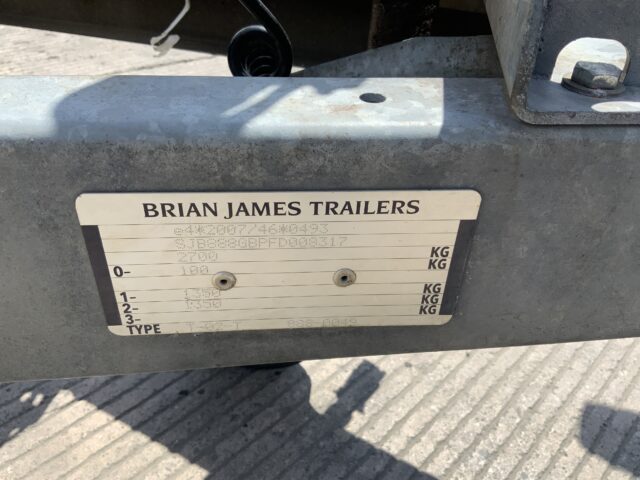 BRIAN JAMES TRAILERS
e4*2007/46*0493
SJB888GBPFD008317
2700 KG
0- 100 KG
1- 1350 KG
2- 1350 KG
3- KG
TYPE